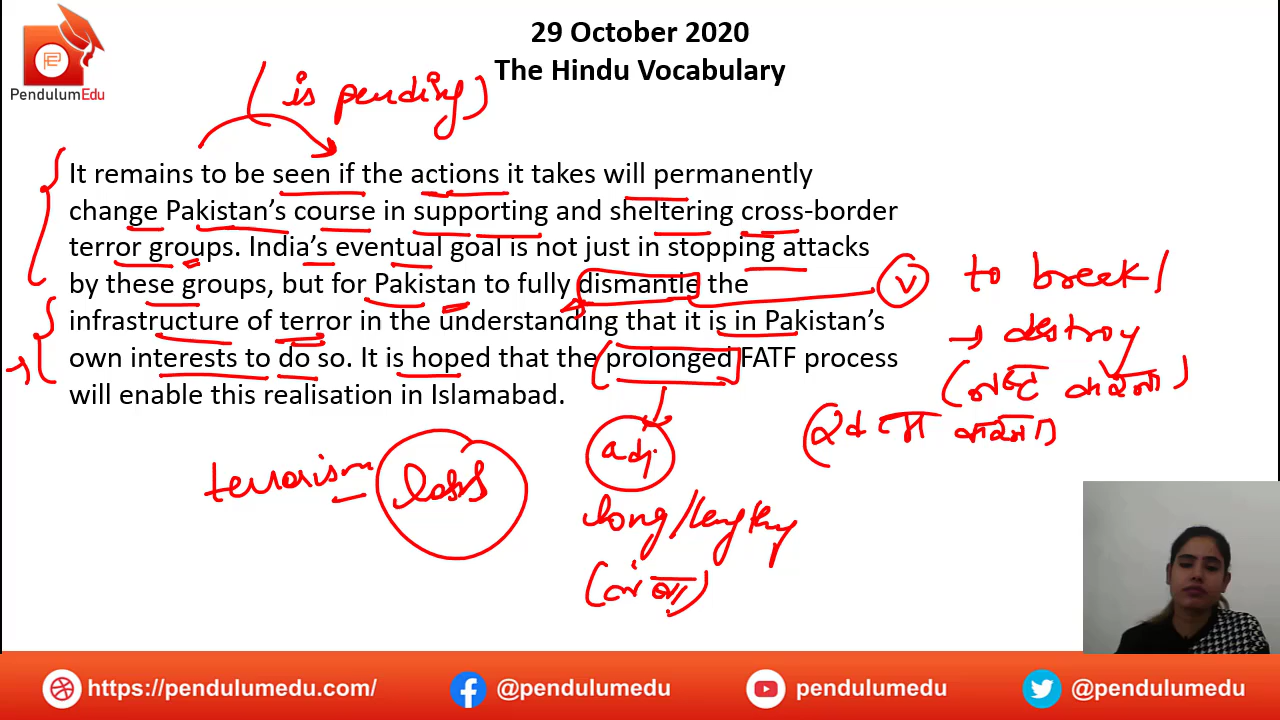 29 October 2020
The Hindu Vocabulary
PendulumEdu
(is pending)
It remains to be seen if the actions it takes will permanently
change Pakistan's course in supporting and sheltering cross-border
terror groups. India's eventual goal is not just in stopping attacks
by these groups, but for Pakistan to fully dismantle the
infrastructure of terror in the understanding that it is in Pakistan's
own interests to do so. It is hoped that the prolonged FATF process
will enable this realisation in Islamabad.
v
to break/
→ destroy
(नष्ट करना)
करना)
adj.
long/lengthy
terrorism
loss
https://pendulumedu.com/
@pendulumedu
pendulumedu
@pendulumedu